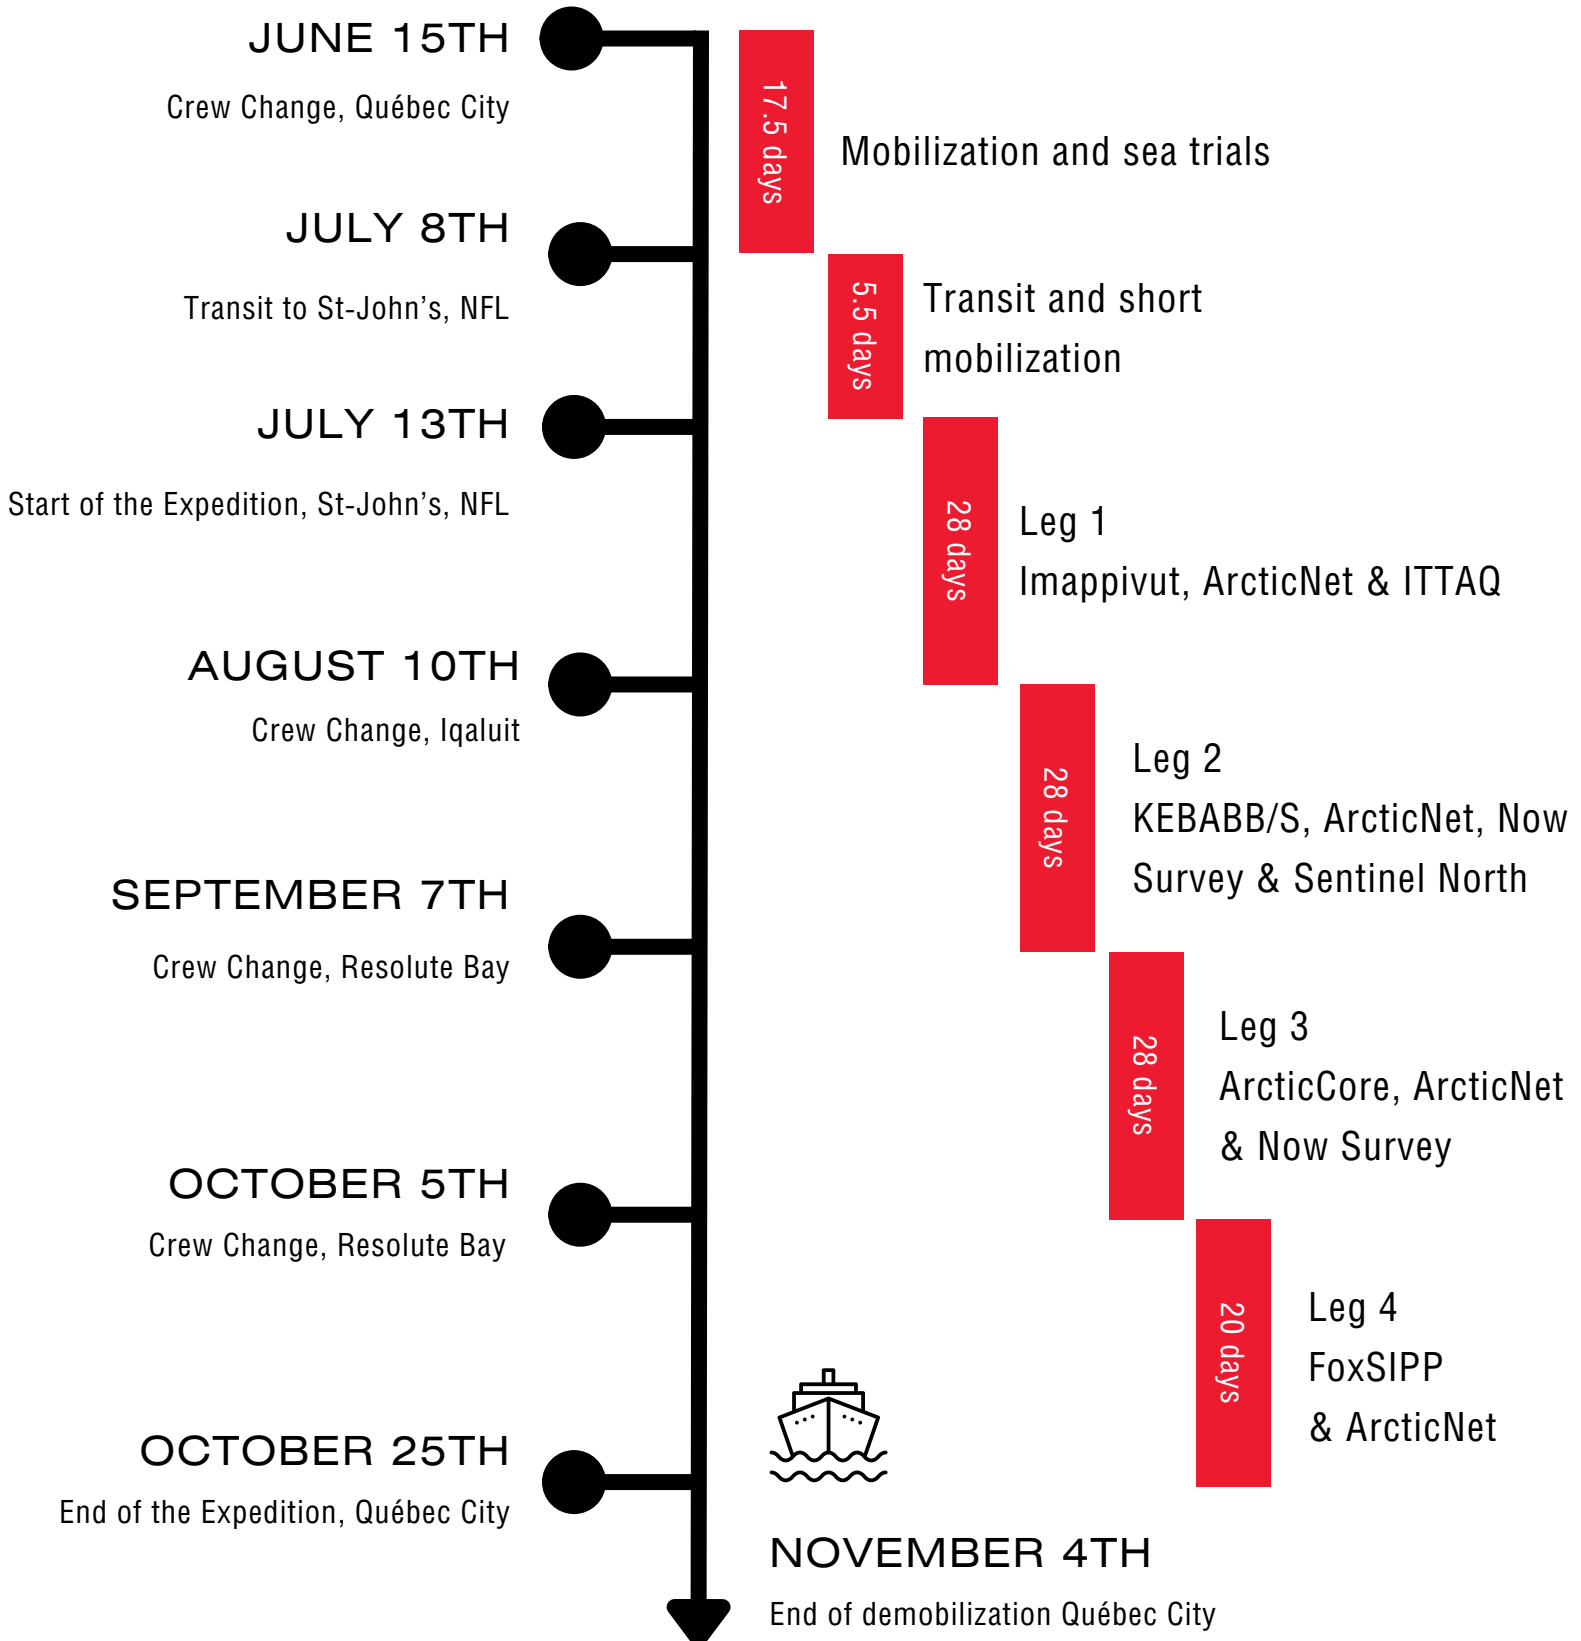 JUNE 15TH
Crew Change, Québec City
17.5 days
Mobilization and sea trials
JULY 8TH
Transit to St-John's, NFL
5.5 days
Transit and short
mobilization
JULY 13TH
Start of the Expedition, St-John's, NFL
28 days
Leg 1
Imappivut, ArcticNet & ITTAQ
AUGUST 10TH
Crew Change, Iqaluit
28 days
Leg 2
KEBABB/S, ArcticNet, Now
Survey & Sentinel North
SEPTEMBER 7TH
Crew Change, Resolute Bay
28 days
Leg 3
ArcticCore, ArcticNet
& Now Survey
OCTOBER 5TH
Crew Change, Resolute Bay
20 days
Leg 4
FoxSIPP
& ArcticNet
OCTOBER 25TH
End of the Expedition, Québec City
NOVEMBER 4TH
End of demobilization Québec City